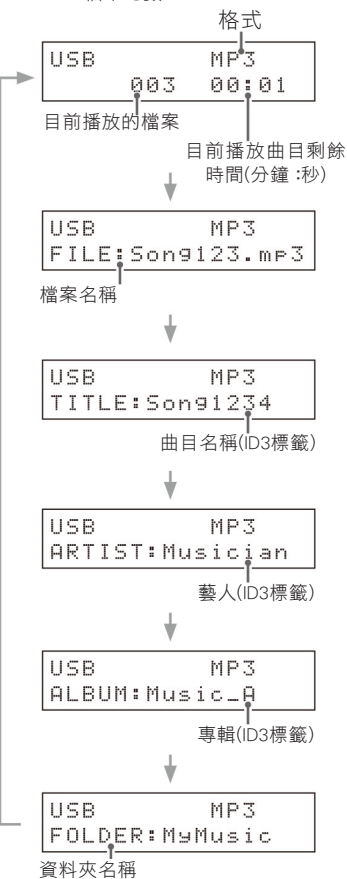 格式
USB MP3
003 00:01
目前播放的檔案
目前播放曲目剩餘
時間(分鐘:秒)
USB MP3
FILE:Song123.mp3
檔案名稱
USB MP3
TITLE:Song1234
曲目名稱(ID3標籤)
USB MP3
ARTIST:Musician
藝人(ID3標籤)
USB MP3
ALBUM:Music_A
專輯(ID3標籤)
USB MP3
FOLDER:MyMusic
資料夾名稱